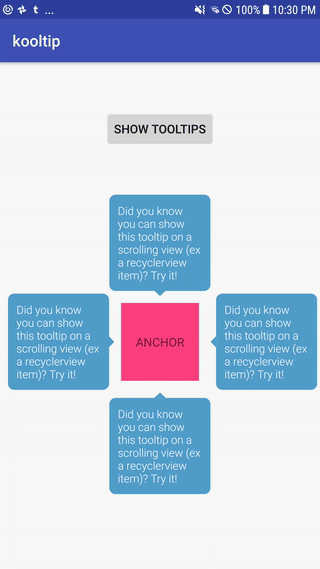 t ... 100% 10:30 PM
kooltip
SHOW TOOLTIPS
Did you know
you can show
this tooltip on a
scrolling view (ex
a recyclerview
item)? Try it!
Did you know
you can show
this tooltip on a
scrolling view (ex
a recyclerview
item)? Try it!
ANCHOR
Did you know
you can show
this tooltip on a
scrolling view (ex
a recyclerview
item)? Try it!
Did you know
you can show
this tooltip on a
scrolling view (ex
a recyclerview
item)? Try it!